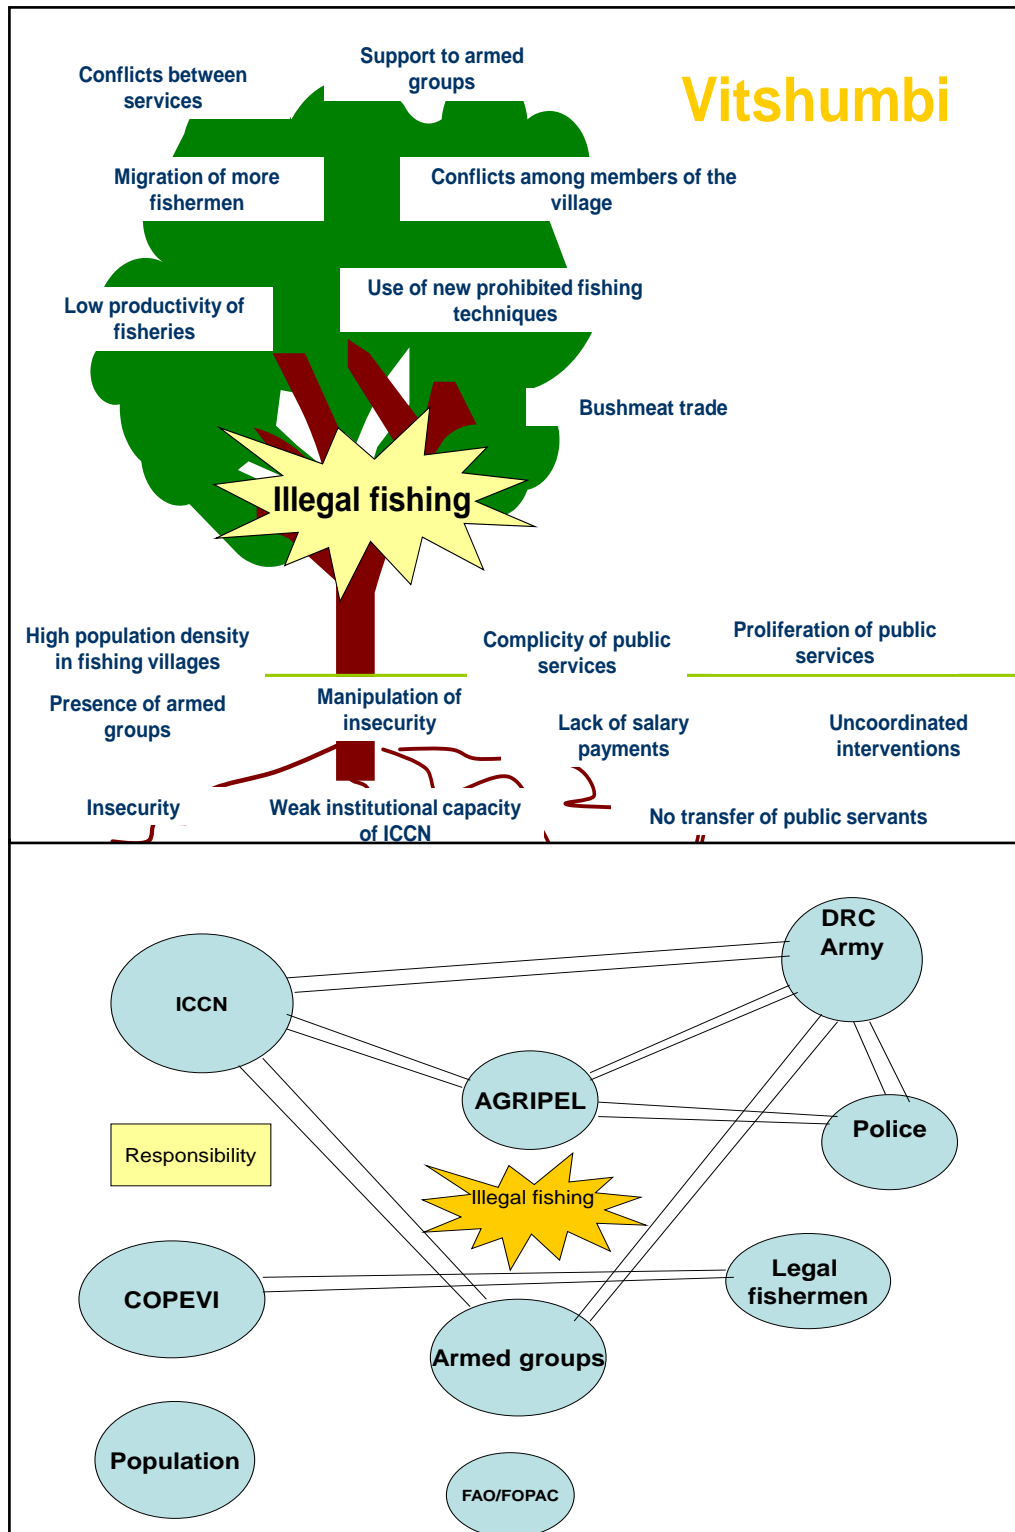 Support to armed
groups
Conflicts between
services
Vitshumbi
Migration of more
fishermen
Conflicts among members of the
village
Use of new prohibited fishing
techniques
Low productivity of
fisheries
Bushmeat trade
Illegal fishing
High population density
in fishing villages
Complicity of public
services
Proliferation of public
services
Presence of armed
groups
Manipulation of
insecurity
Lack of salary
payments
Uncoordinated
interventions
Insecurity
Weak institutional capacity
of ICCN
No transfer of public servants
DRC
Army
ICCN
AGRIPEL
Police
Responsibility
Illegal fishing
COPEVI
Legal
fishermen
Armed groups
Population
FAO/FOPAC